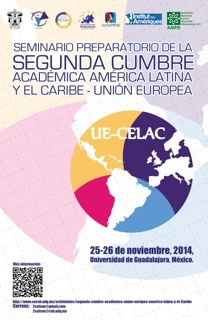 SEMINARIO PREPARATORIO DE LA
SEGUNDA CUMBRE
ACADÉMICA AMÉRICA LATINA
Y EL CARIBE - UNIÓN EUROPEA
UE-CELAC
25-26 de noviembre, 2014,
Universidad de Guadalajara, México.
Más información:
Correos: